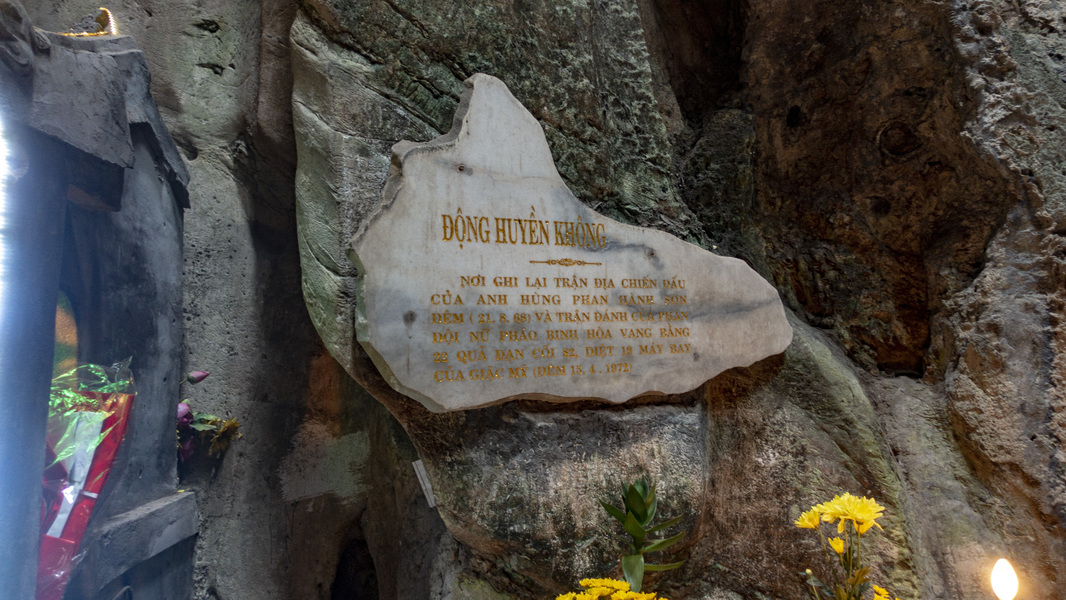 ĐỘNG HUYỀN KHÔNG
NƠI GHI LẠI TRẬN ĐỊA CHIẾN ĐẤU
CỦA ANH HÙNG PHAN HÀNH SƠN
ĐÊM ( 21. 8. 68) VÀ TRẬN ĐÁNH CỦA PHÂN
ĐỘI NỮ PHÁO BINH HÒA VANG BẰNG
22 QUẢ ĐẠN CỐI 82, DIỆT 19 MÁY BAY
CỦA GIẶC MỸ (ĐÊM 15. 4 . 1972)